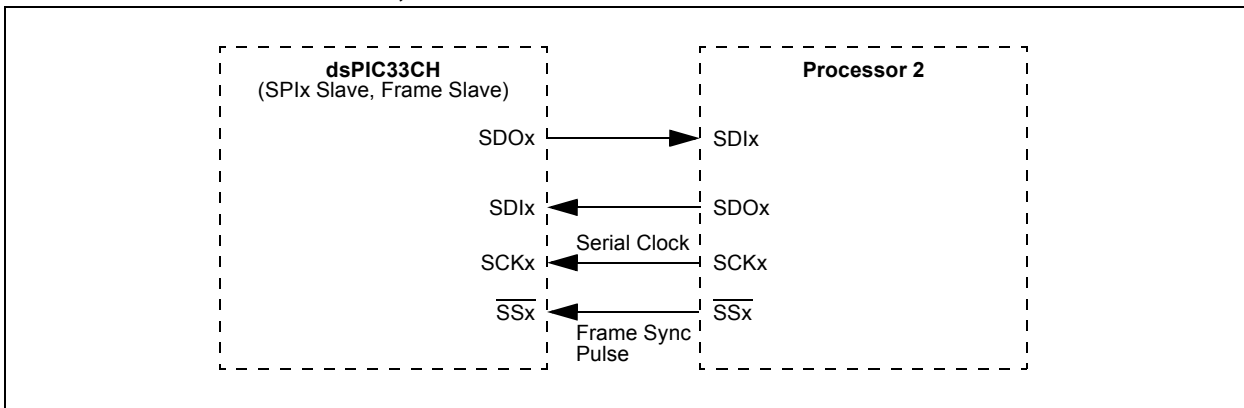 dsPIC33CH
(SPIx Slave, Frame Slave)
Processor 2
SDOx
SDIx
SDIx
SDOx
Serial Clock
SCKx
SCKx
SSx
SSx
Frame Sync
Pulse